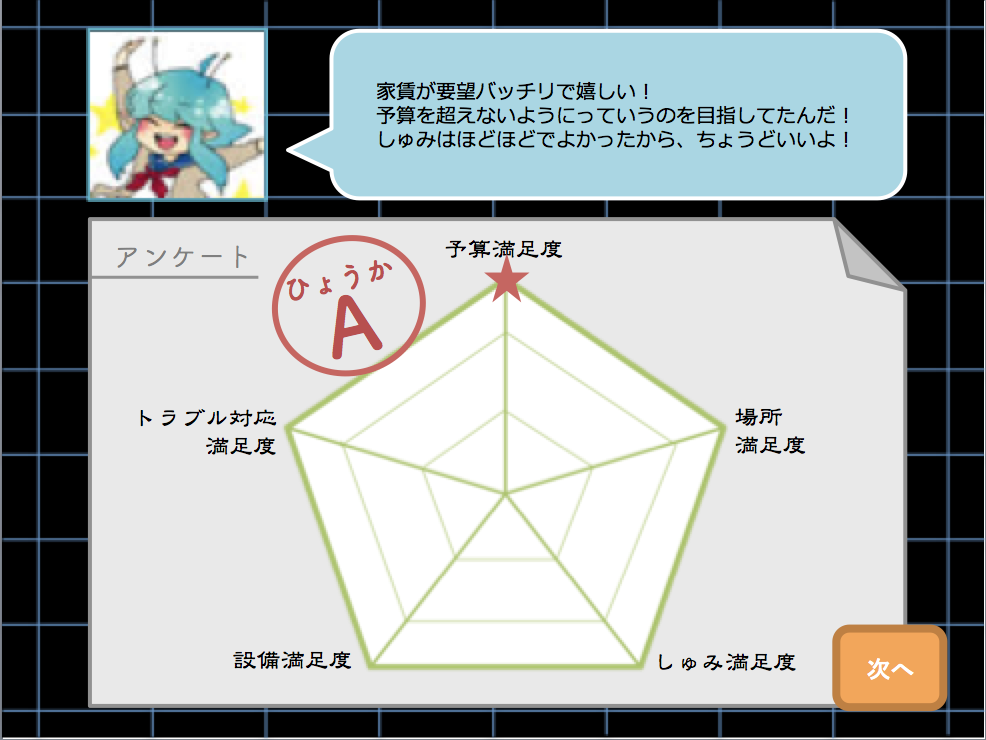 家賃が要望バッチリで嬉しい！
予算を超えないようにっていうのを目指してたんだ！
しゅみはほどほどでよかったから、ちょうどいいよ！
アンケート
ひょうか
A
予算満足度
トラブル対応
満足度
場所
満足度
設備満足度
しゅみ満足度
次へ